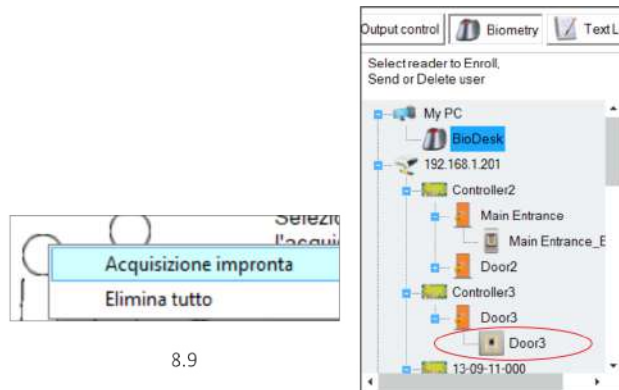 Output control
Biometry
Text L
Select reader to Enroll,
Send or Delete user
My PC
BioDesk
192.168.1.201
Controller2
Main Entrance
Main Entrance_E
Door2
Controller3
Door3
Door3
13-09-11-000
Acquisizione impronta
Elimina tutto
8.9